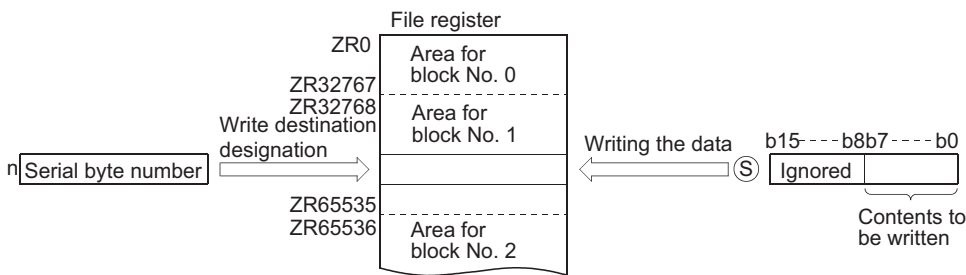 File register
ZR0
Area for
block No. 0
ZR32767
ZR32768
Area for
block No. 1
Write destination
designation
n Serial byte number
Writing the data
S
b15----b8b7----b0
Ignored
Contents to
be written
ZR65535
ZR65536
Area for
block No. 2